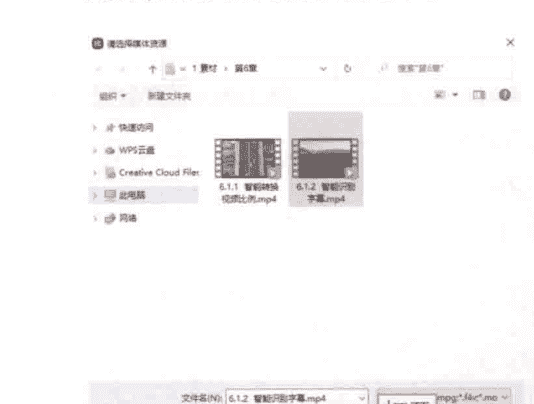 请选择媒体资源
1 素材 › 第6章
搜索"第6章"
组织
新建文件夹
快速访问
WPS云盘
Creative Cloud Files
此电脑
网络
6.1.1 智能转换
视频比例.mp4
6.1.2 智能识别
字幕.mp4
文件名(N):
6.1.2 智能识别字幕.mp4
mpg;*.f4v;*.mo